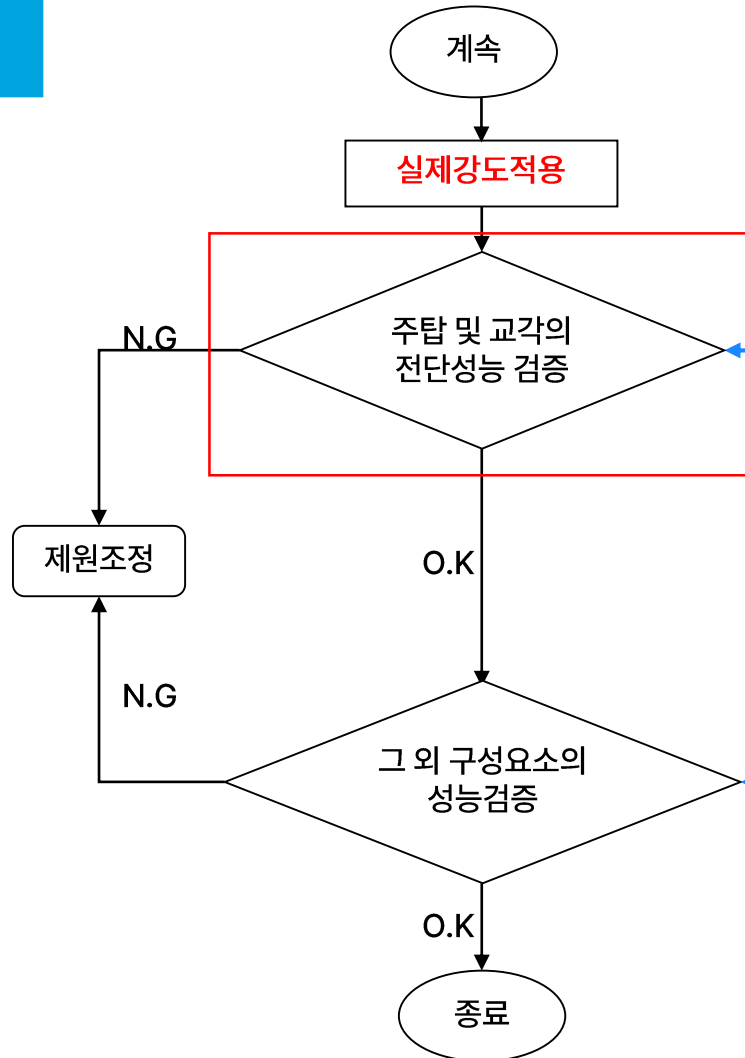 계속
실제강도적용
주탑 및 교각의
전단성능 검증
N.G
제원조정
O.K
N.G
그 외 구성요소의
성능검증
O.K
종료